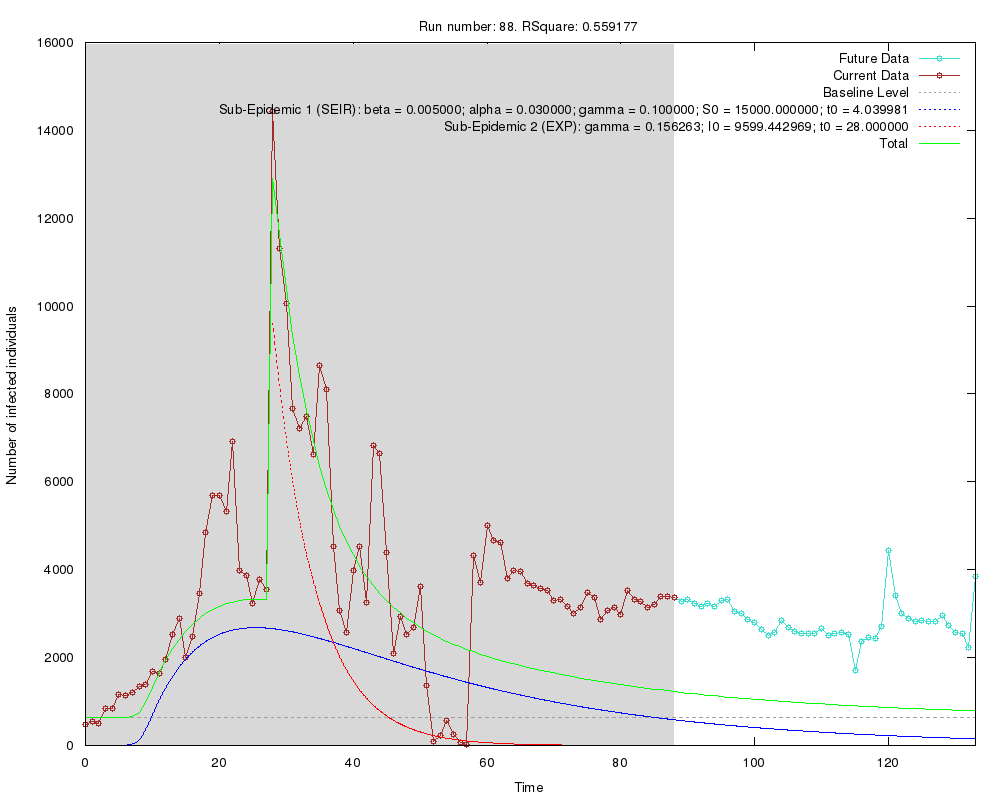 Run number: 88. RSquare: 0.559177
16000
14000
12000
10000
8000
6000
4000
2000
0
Number of infected individuals
Future Data
Current Data
Baseline Level
Sub-Epidemic 1 (SEIR): beta = 0.005000; alpha = 0.030000; gamma = 0.100000; S0 = 15000.000000; t0 = 4.039981
Sub-Epidemic 2 (EXP): gamma = 0.156263; I0 = 9599.442969; t0 = 28.000000
Total
0 20 40 60 80 100 120
Time